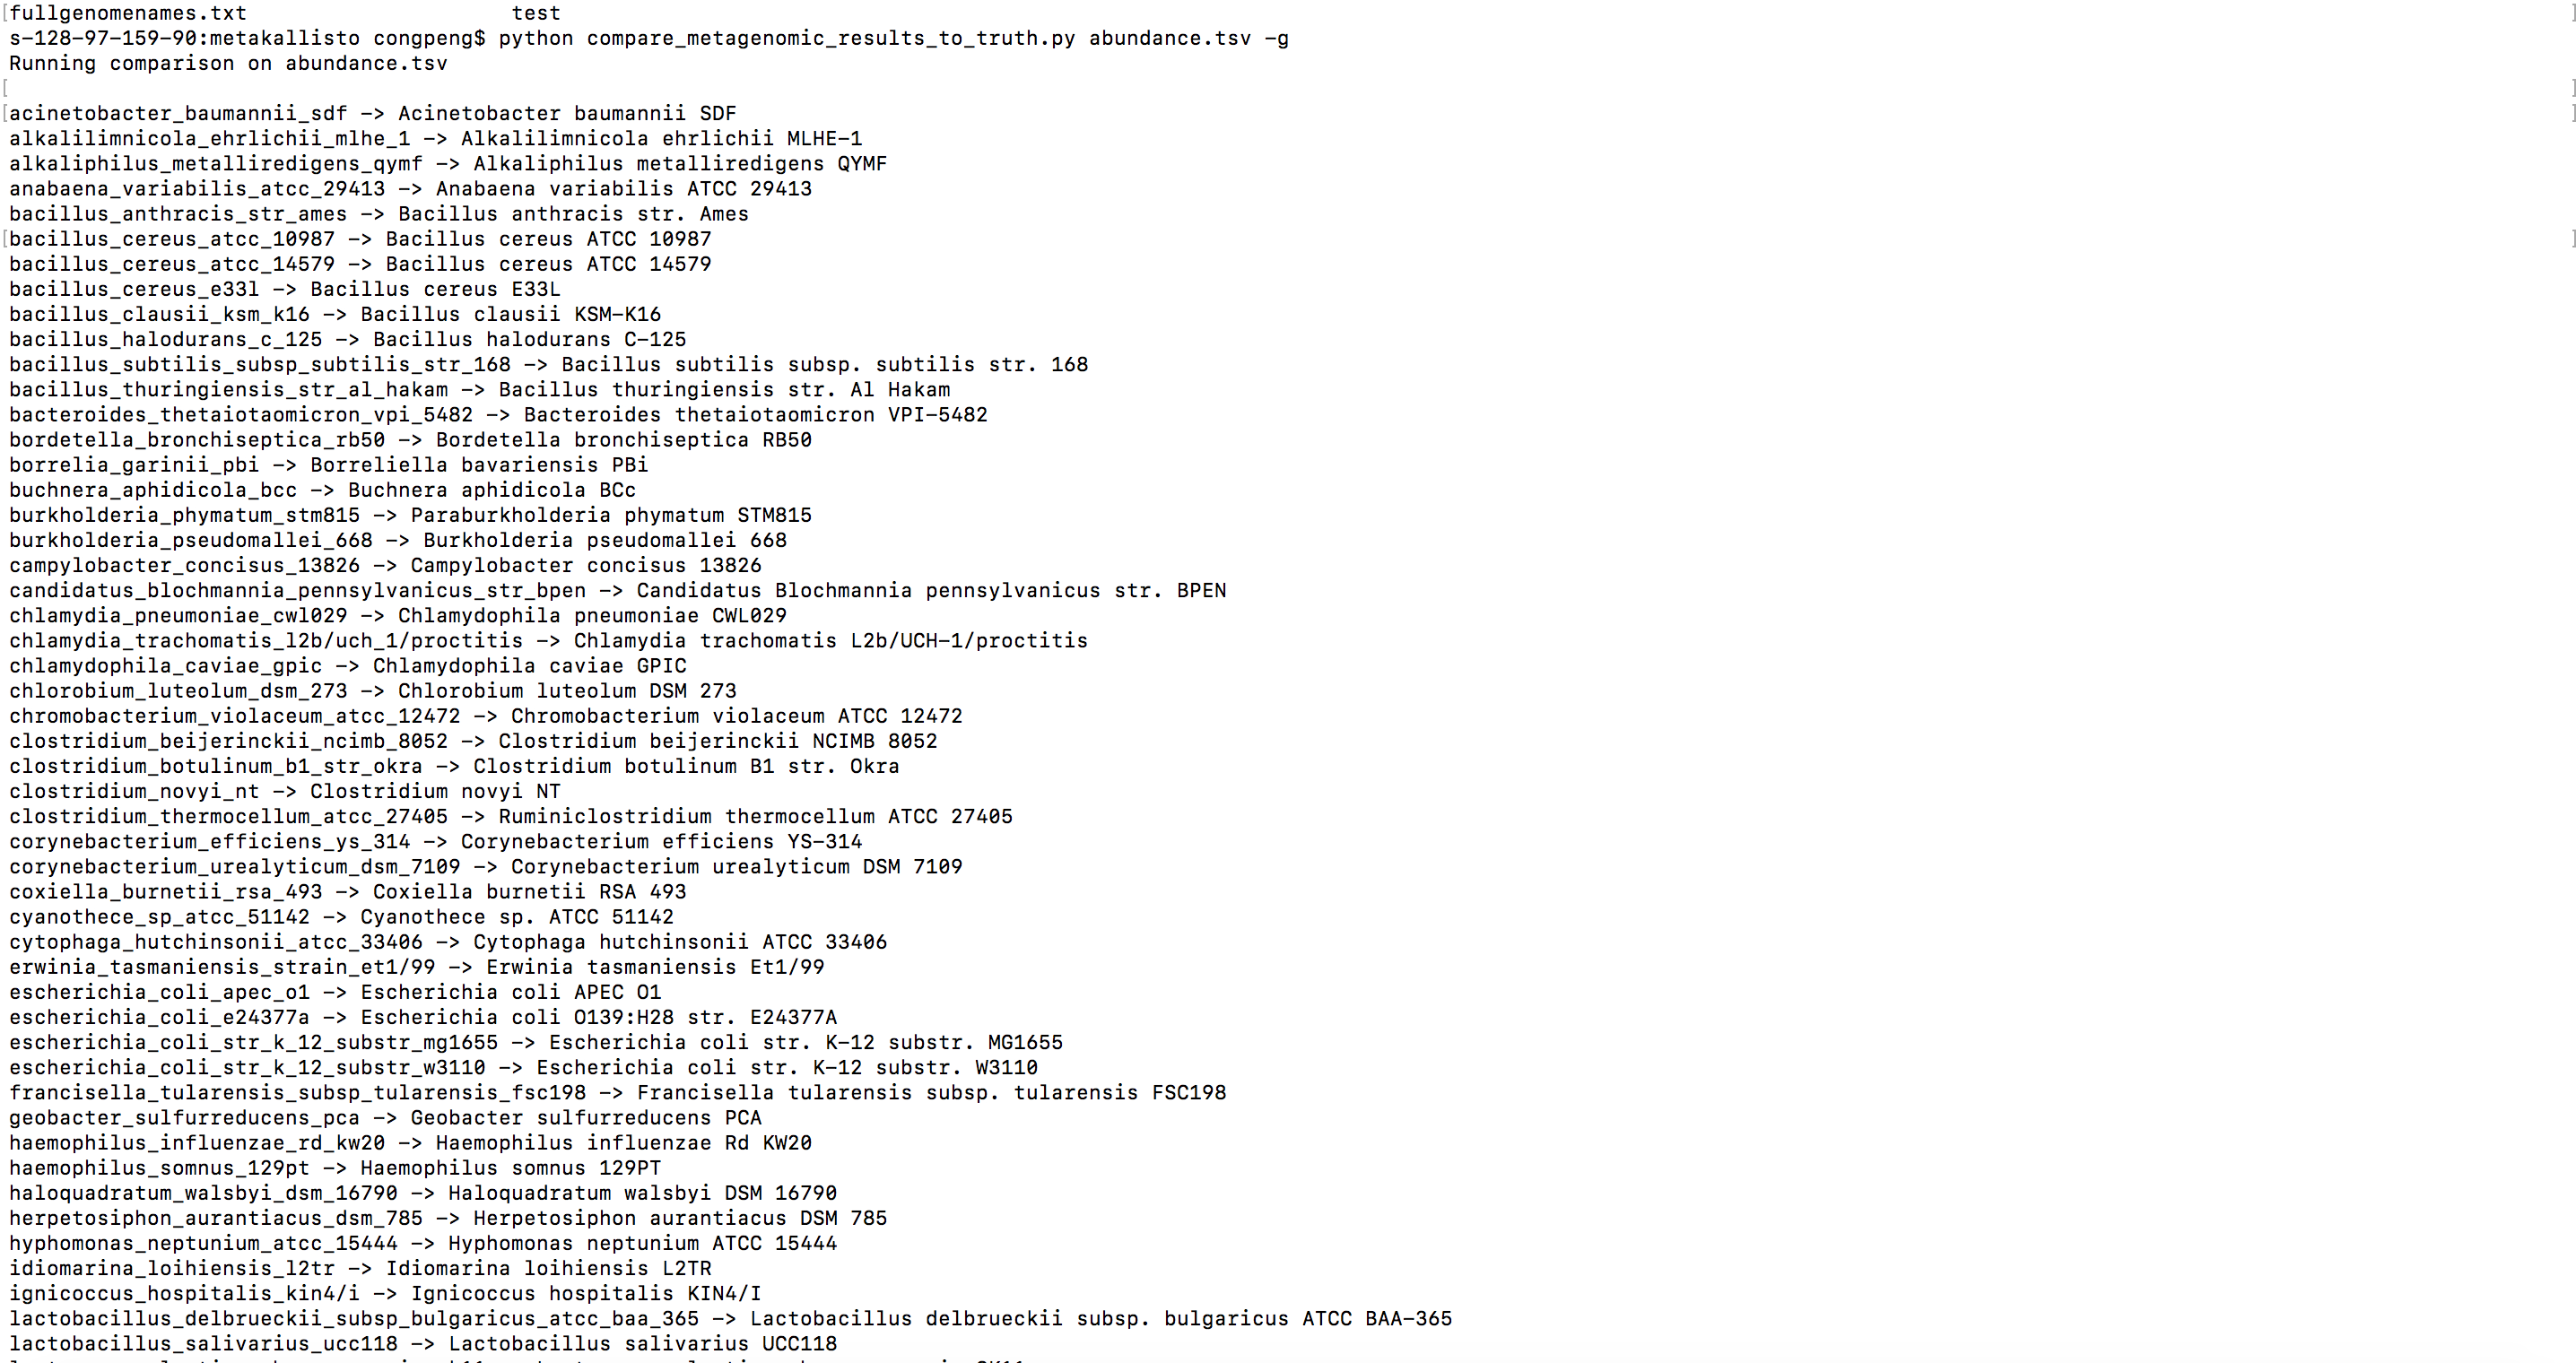 [fullgenomenames.txt test ]
s-128-97-159-90:metakallisto congpeng$ python compare_metagenomic_results_to_truth.py abundance.tsv -g
Running comparison on abundance.tsv
[ ]
[acinetobacter_baumannii_sdf -> Acinetobacter baumannii SDF ]
alkalilimnicola_ehrlichii_mlhe_1 -> Alkalilimnicola ehrlichii MLHE-1
alkaliphilus_metalliredigens_qymf -> Alkaliphilus metalliredigens QYMF
anabaena_variabilis_atcc_29413 -> Anabaena variabilis ATCC 29413
bacillus_anthracis_str_ames -> Bacillus anthracis str. Ames
[bacillus_cereus_atcc_10987 -> Bacillus cereus ATCC 10987 ]
bacillus_cereus_atcc_14579 -> Bacillus cereus ATCC 14579
bacillus_cereus_e33l -> Bacillus cereus E33L
bacillus_clausii_ksm_k16 -> Bacillus clausii KSM-K16
bacillus_halodurans_c_125 -> Bacillus halodurans C-125
bacillus_subtilis_subsp_subtilis_str_168 -> Bacillus subtilis subsp. subtilis str. 168
bacillus_thuringiensis_str_al_hakam -> Bacillus thuringiensis str. Al Hakam
bacteroides_thetaiotaomicron_vpi_5482 -> Bacteroides thetaiotaomicron VPI-5482
bordetella_bronchiseptica_rb50 -> Bordetella bronchiseptica RB50
borrelia_garinii_pbi -> Borreliella bavariensis PBi
buchnera_aphidicola_bcc -> Buchnera aphidicola BCc
burkholderia_phymatum_stm815 -> Paraburkholderia phymatum STM815
burkholderia_pseudomallei_668 -> Burkholderia pseudomallei 668
campylobacter_concisus_13826 -> Campylobacter concisus 13826
candidatus_blochmannia_pennsylvanicus_str_bpen -> Candidatus Blochmannia pennsylvanicus str. BPEN
chlamydia_pneumoniae_cwl029 -> Chlamydophila pneumoniae CWL029
chlamydia_trachomatis_l2b/uch_1/proctitis -> Chlamydia trachomatis L2b/UCH-1/proctitis
chlamydophila_caviae_gpic -> Chlamydophila caviae GPIC
chlorobium_luteolum_dsm_273 -> Chlorobium luteolum DSM 273
chromobacterium_violaceum_atcc_12472 -> Chromobacterium violaceum ATCC 12472
clostridium_beijerinckii_ncimb_8052 -> Clostridium beijerinckii NCIMB 8052
clostridium_botulinum_b1_str_okra -> Clostridium botulinum B1 str. Okra
clostridium_novyi_nt -> Clostridium novyi NT
clostridium_thermocellum_atcc_27405 -> Ruminiclostridium thermocellum ATCC 27405
corynebacterium_efficiens_ys_314 -> Corynebacterium efficiens YS-314
corynebacterium_urealyticum_dsm_7109 -> Corynebacterium urealyticum DSM 7109
coxiella_burnetii_rsa_493 -> Coxiella burnetii RSA 493
cyanothece_sp_atcc_51142 -> Cyanothece sp. ATCC 51142
cytophaga_hutchinsonii_atcc_33406 -> Cytophaga hutchinsonii ATCC 33406
erwinia_tasmaniensis_strain_et1/99 -> Erwinia tasmaniensis Et1/99
escherichia_coli_apec_o1 -> Escherichia coli APEC O1
escherichia_coli_e24377a -> Escherichia coli O139:H28 str. E24377A
escherichia_coli_str_k_12_substr_mg1655 -> Escherichia coli str. K-12 substr. MG1655
escherichia_coli_str_k_12_substr_w3110 -> Escherichia coli str. K-12 substr. W3110
francisella_tularensis_subsp_tularensis_fsc198 -> Francisella tularensis subsp. tularensis FSC198
geobacter_sulfurreducens_pca -> Geobacter sulfurreducens PCA
haemophilus_influenzae_rd_kw20 -> Haemophilus influenzae Rd KW20
haemophilus_somnus_129pt -> Haemophilus somnus 129PT
haloquadratum_walsbyi_dsm_16790 -> Haloquadratum walsbyi DSM 16790
herpetosiphon_aurantiacus_dsm_785 -> Herpetosiphon aurantiacus DSM 785
hyphomonas_neptunium_atcc_15444 -> Hyphomonas neptunium ATCC 15444
idiomarina_loihiensis_l2tr -> Idiomarina loihiensis L2TR
ignicoccus_hospitalis_kin4/i -> Ignicoccus hospitalis KIN4/I
lactobacillus_delbrueckii_subsp_bulgaricus_atcc_baa_365 -> Lactobacillus delbrueckii subsp. bulgaricus ATCC BAA-365
lactobacillus_salivarius_ucc118 -> Lactobacillus salivarius UCC118